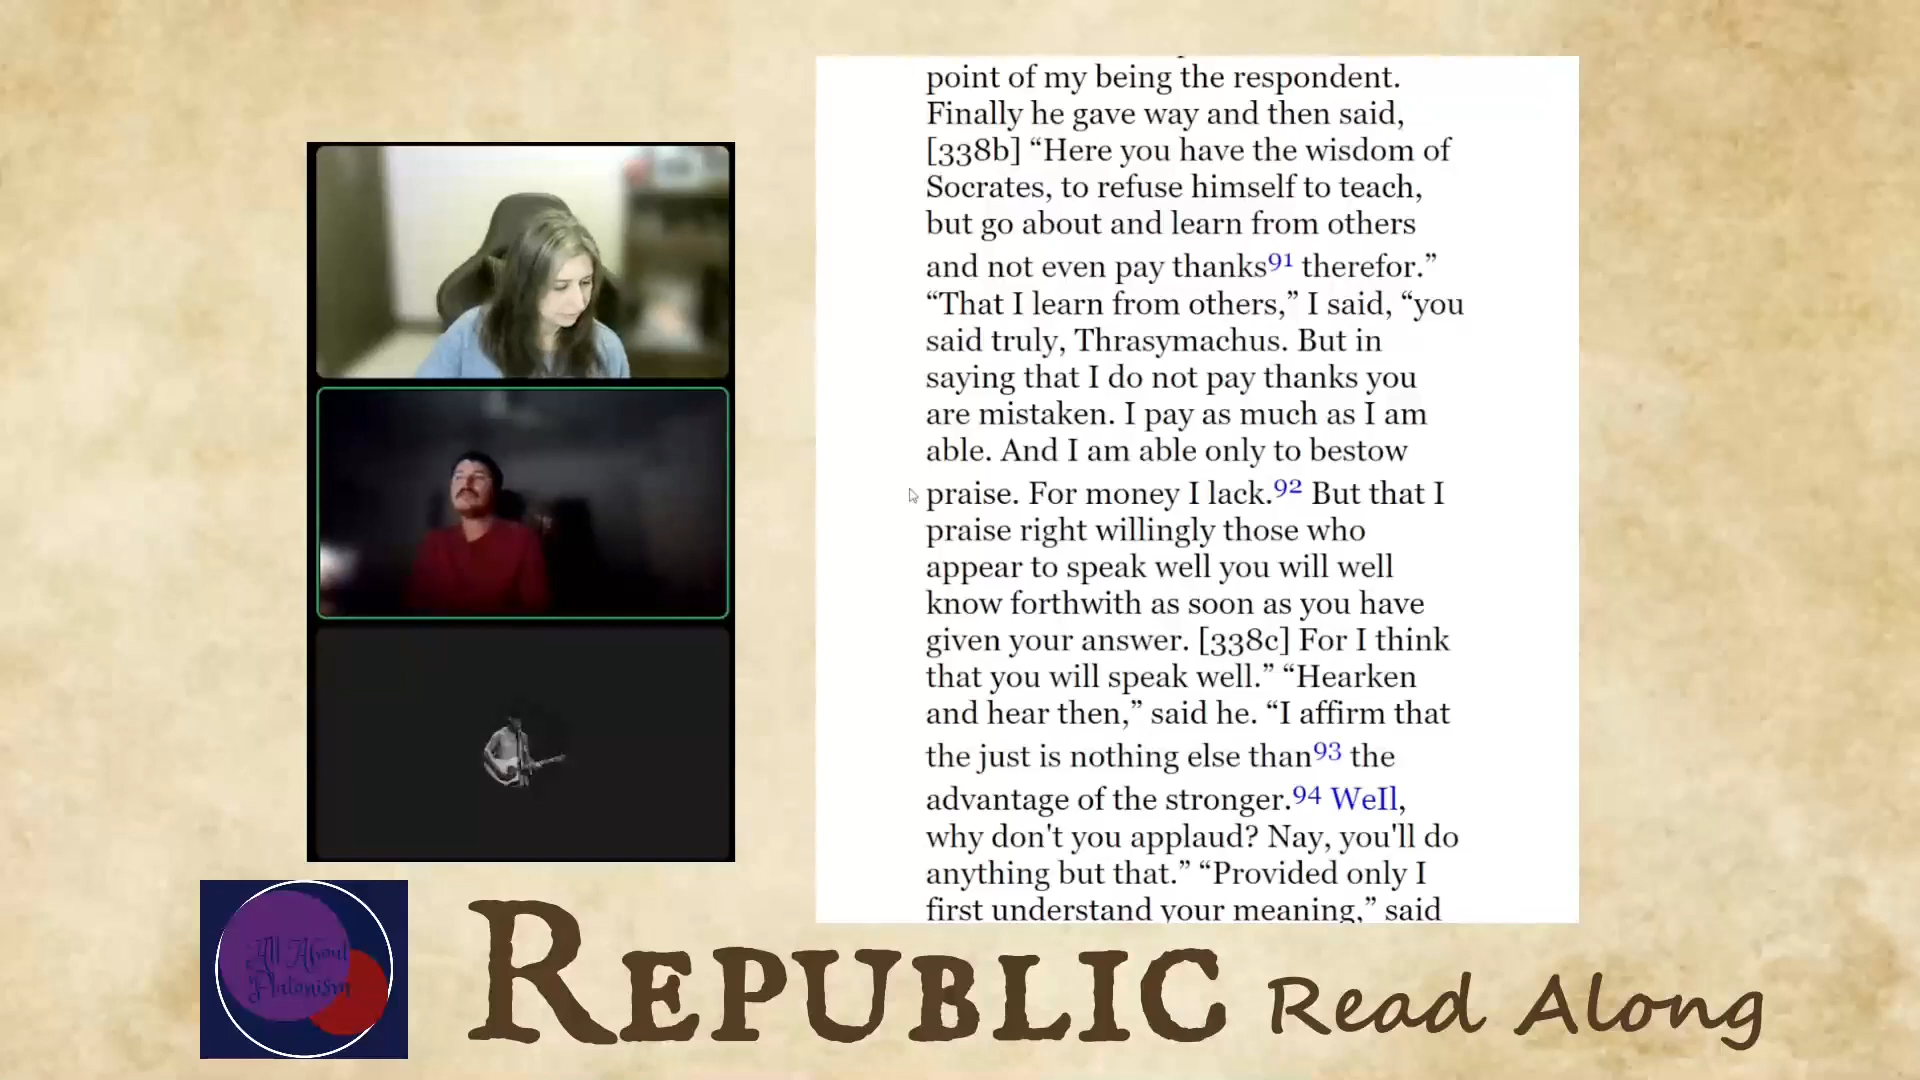 point of my being the respondent.
Finally he gave way and then said,
[338b] “Here you have the wisdom of
Socrates, to refuse himself to teach,
but go about and learn from others
and not even pay thanks91 therefor.”
“That I learn from others,” I said, “you
said truly, Thrasymachus. But in
saying that I do not pay thanks you
are mistaken. I pay as much as I am
able. And I am able only to bestow
praise. For money I lack.92 But that I
praise right willingly those who
appear to speak well you will well
know forthwith as soon as you have
given your answer. [338c] For I think
that you will speak well.” “Hearken
and hear then,” said he. “I affirm that
the just is nothing else than93 the
advantage of the stronger.94 WeIl,
why don't you applaud? Nay, you'll do
anything but that.” “Provided only I
first understand your meaning,” said
All About
Platonism
REPUBLIC Read Along